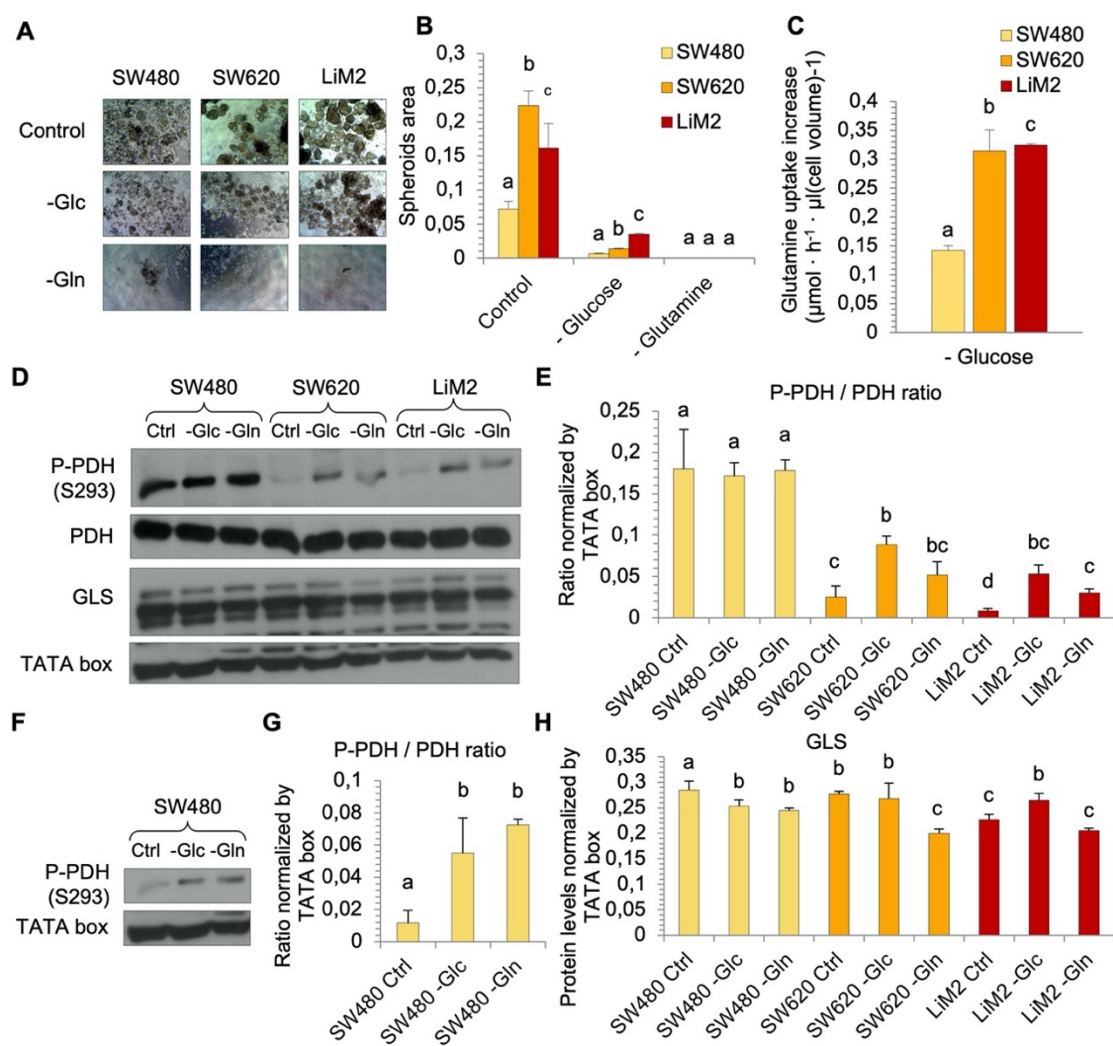 A
SW480 SW620 LiM2
Control
-Glc
-Gln
B
0,3
0,25
0,2
0,15
0,1
0,05
0
Spheroids area
a b c
a b c
a a a
Control
- Glucose
- Glutamine
SW480
SW620
LiM2
C
SW480
SW620
LiM2
0,4
0,35
0,3
0,25
0,2
0,15
0,1
0,05
0
Glutamine uptake increase
(µmol · h-1 · µl(cell volume)-1)
a b c
- Glucose
D
SW480 SW620 LiM2
Ctrl -Glc -Gln Ctrl -Glc -Gln Ctrl -Glc -Gln
P-PDH
(S293)
PDH
GLS
TATA box
E
P-PDH / PDH ratio
0,25
0,2
0,15
0,1
0,05
0
Ratio normalized by
TATA box
a a a c b bc d bc c
SW480 Ctrl
SW480 -Glc
SW480 -Gln
SW620 Ctrl
SW620 -Glc
SW620 -Gln
LiM2 Ctrl
LiM2 -Glc
LiM2 -Gln
F
SW480
Ctrl -Glc -Gln
P-PDH
(S293)
TATA box
G
P-PDH / PDH ratio
0,1
0,08
0,06
0,04
0,02
0
Ratio normalized by
TATA box
a b b
SW480 Ctrl
SW480 -Glc
SW480 -Gln
H
GLS
0,35
0,3
0,25
0,2
0,15
0,1
0,05
0
Protein levels normalized by
TATA box
a b b b b c c b c
SW480 Ctrl
SW480 -Glc
SW480 -Gln
SW620 Ctrl
SW620 -Glc
SW620 -Gln
LiM2 Ctrl
LiM2 -Glc
LiM2 -Gln